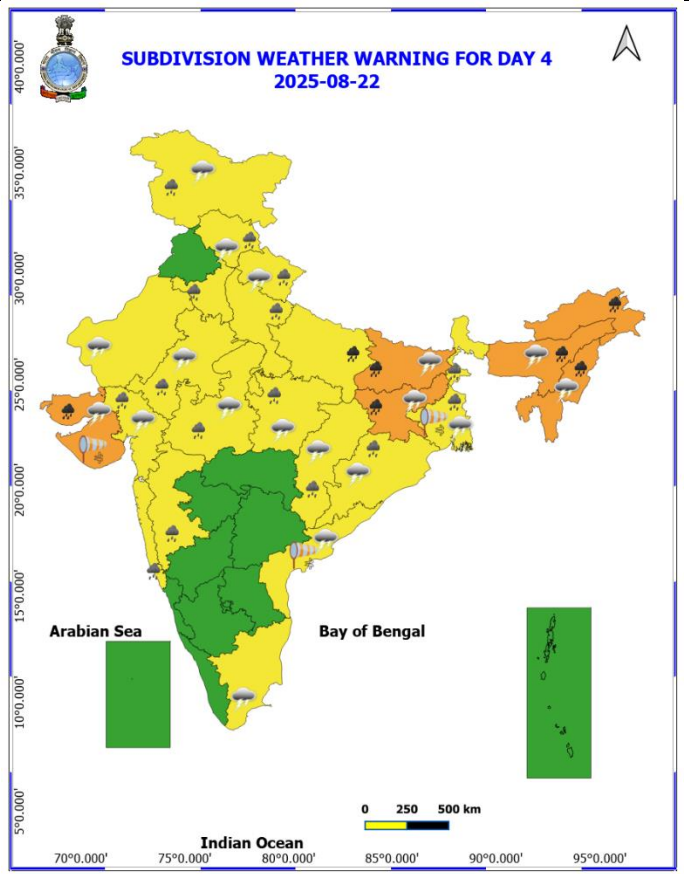 SUBDIVISION WEATHER WARNING FOR DAY 4
2025-08-22
40°0.000'
35°0.000'
30°0.000'
25°0.000'
20°0.000'
15°0.000'
10°0.000'
5°0.000'
Arabian Sea
Bay of Bengal
0 250 500 km
Indian Ocean
70°0.000' 75°0.000' 80°0.000' 85°0.000' 90°0.000' 95°0.000'